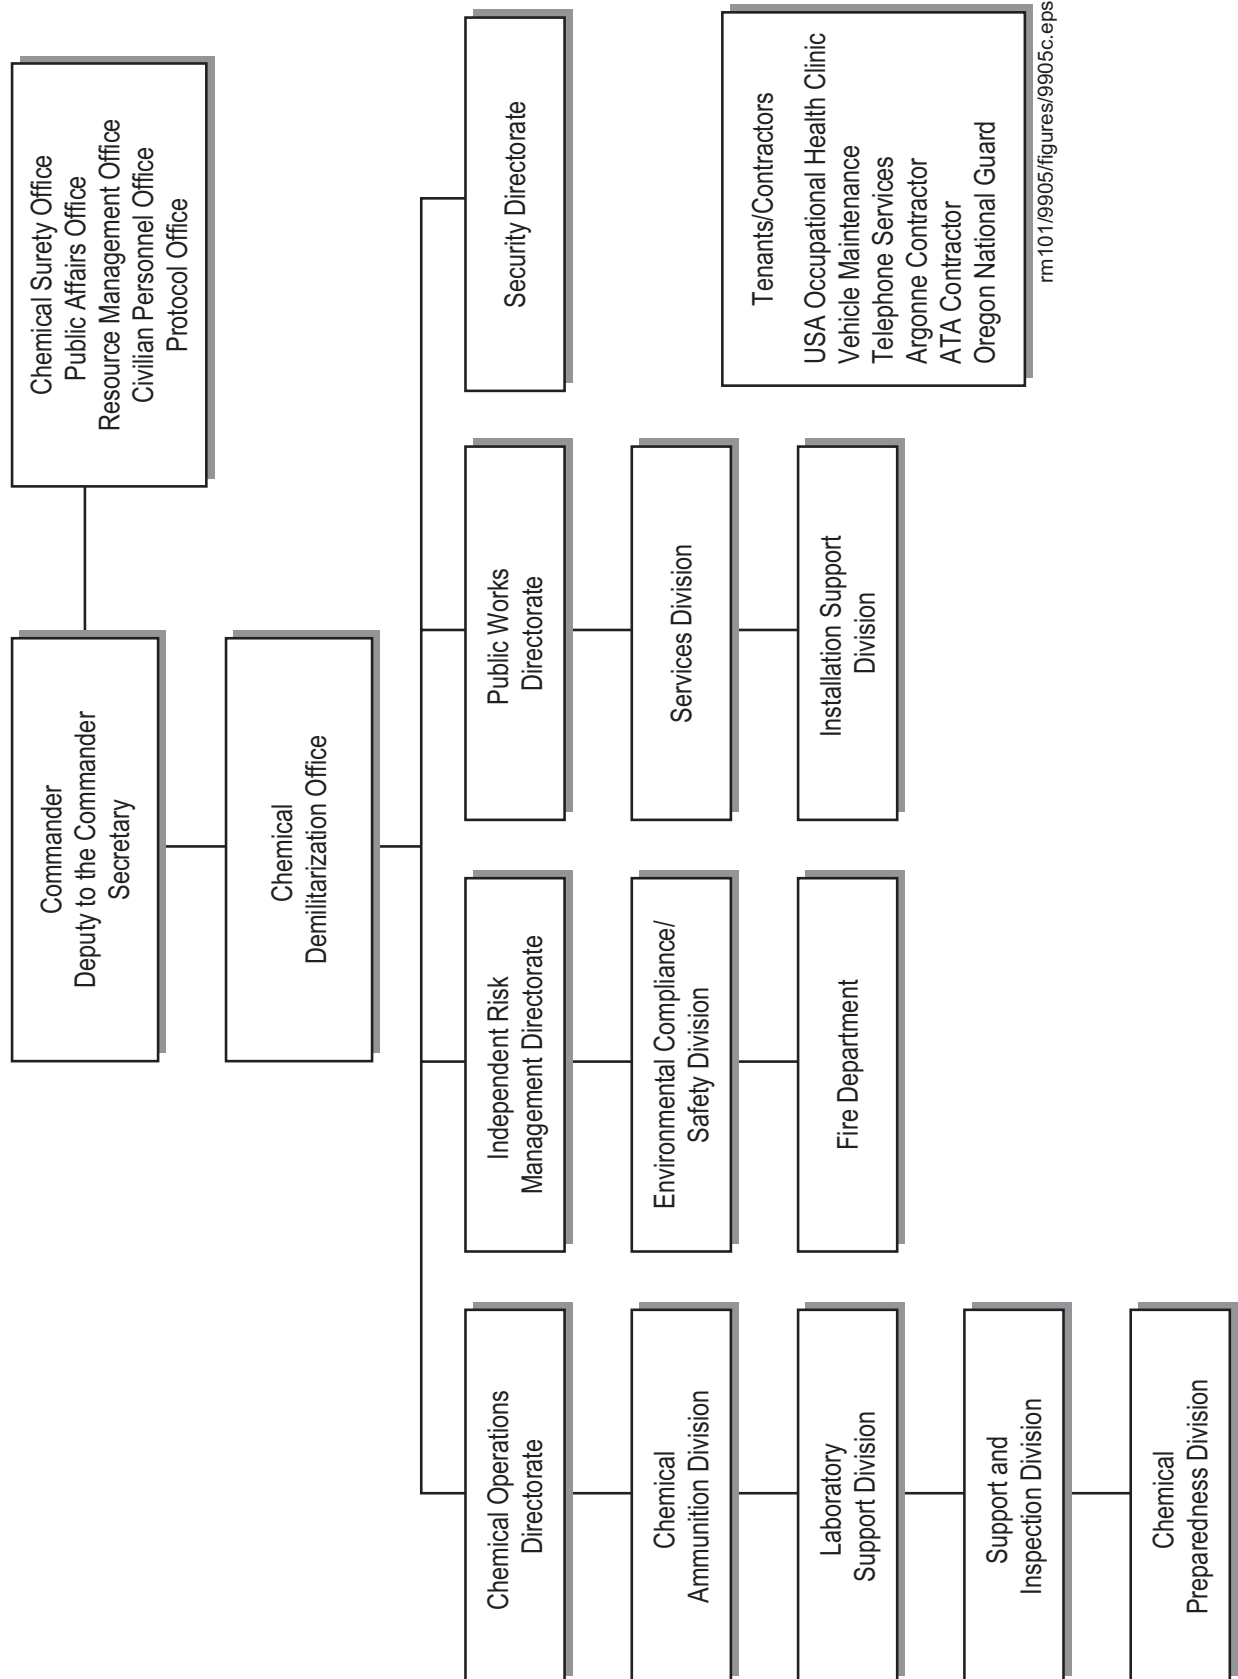 Commander
Deputy to the Commander
Secretary
Chemical Surety Office
Public Affairs Office
Resource Management Office
Civilian Personnel Office
Protocol Office
Chemical
Demilitarization Office
Chemical Operations
Directorate
Independent Risk
Management Directorate
Public Works
Directorate
Security Directorate
Chemical
Ammunition Division
Environmental Compliance/
Safety Division
Services Division
Laboratory
Support Division
Fire Department
Installation Support
Division
Support and
Inspection Division
Chemical
Preparedness Division
Tenants/Contractors
USA Occupational Health Clinic
Vehicle Maintenance
Telephone Services
Argonne Contractor
ATA Contractor
Oregon National Guard
rm101/9905/figures/9905c.eps